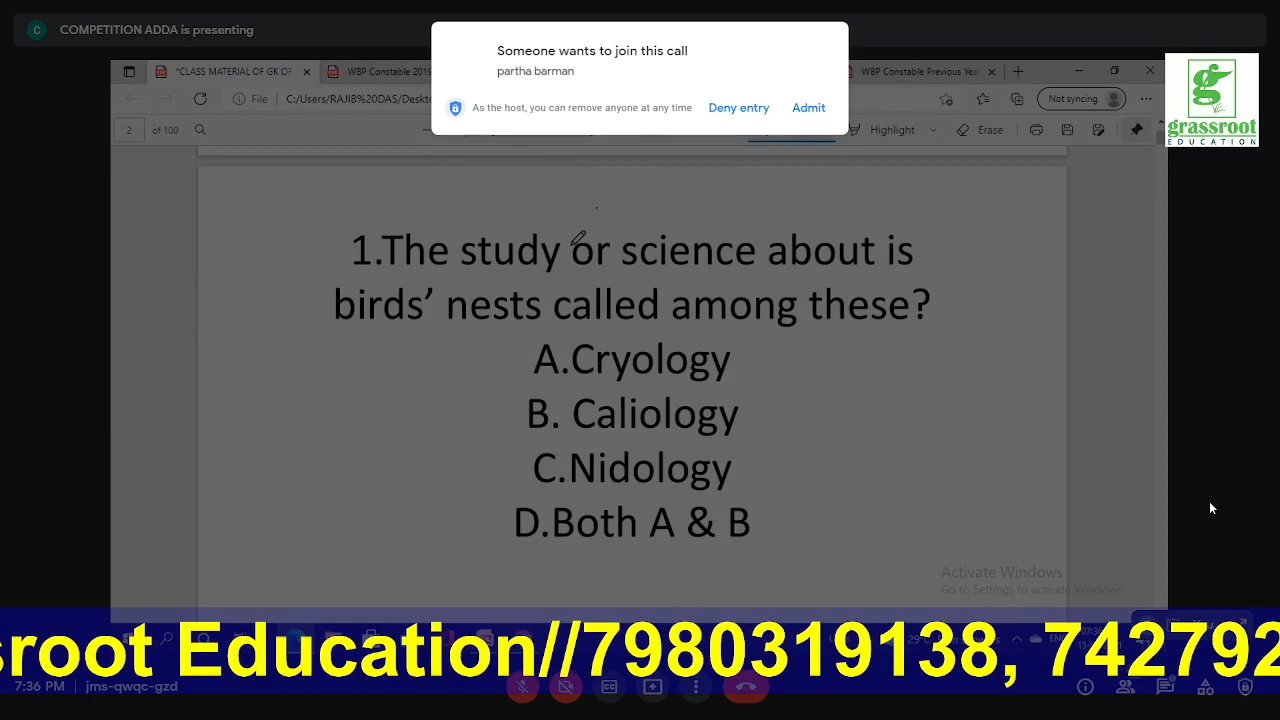 C COMPETITION ADDA is presenting
Someone wants to join this call
partha barman
As the host, you can remove anyone at any time Deny entry Admit
grassroot
EDUCATION
*CLASS MATERIAL OF GK OF
WBP Constable 2019
WBP Constable Previous Yea
File C:/Users/RAJIB%20DAS/Deskto
Not syncing
2 of 100
Highlight Erase
1.The study or science about is
birds’ nests called among these?
A.Cryology
B. Caliology
C.Nidology
D.Both A & B
Activate Windows
Go to Settings to activate Windows.
sroot Education//7980319138, 742792
7:36 PM jms-qwqc-gzd